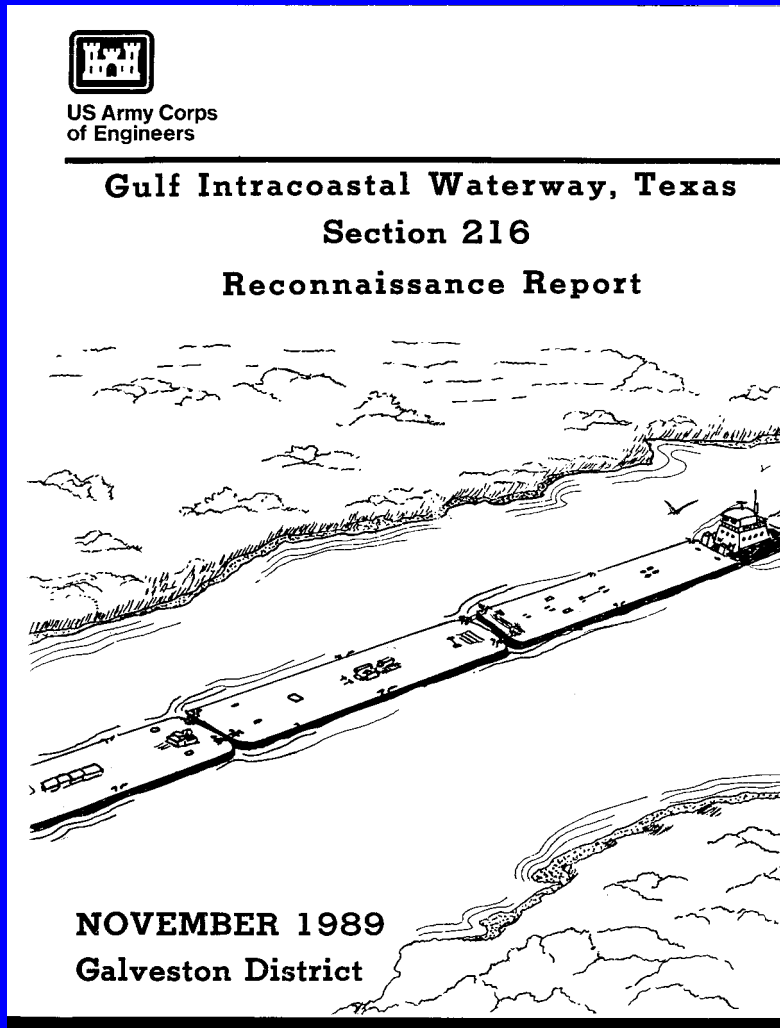 US Army Corps
of Engineers
Gulf Intracoastal Waterway, Texas
Section 216
Reconnaissance Report
NOVEMBER 1989
Galveston District